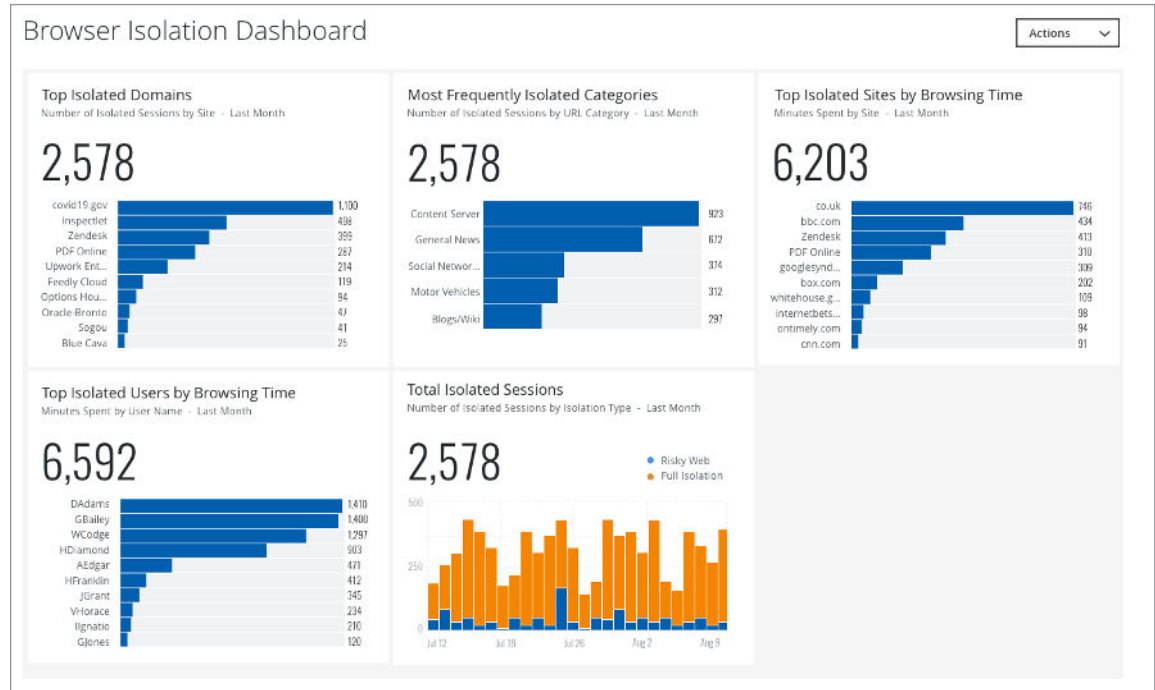 Browser Isolation Dashboard
Actions
Top Isolated Domains
Number of Isolated Sessions by Site - Last Month
2,578
covid19.gov 1,100
Inspectlet 498
Zendesk 399
PDF Online 287
Upwork Ent... 214
Feedly Cloud 119
Options Hou... 94
Oracle-Bronto 47
Sogou 41
Blue Cava 25
Most Frequently Isolated Categories
Number of Isolated Sessions by URL Category - Last Month
2,578
Content Server 923
General News 672
Social Networ... 374
Motor Vehicles 312
Blogs/Wiki 297
Top Isolated Sites by Browsing Time
Minutes Spent by Site - Last Month
6,203
co.uk 746
bbc.com 434
Zendesk 413
PDF Online 310
googlesynd... 309
box.com 202
whitehouse.g... 109
internetbets... 98
ontimely.com 94
cnn.com 91
Top Isolated Users by Browsing Time
Minutes Spent by User Name - Last Month
6,592
DAdams 1,410
GBailey 1,400
WCodge 1,297
HDiamond 903
AEdgar 471
HFranklin 412
JGrant 345
VHorace 234
IIgnatio 210
GJones 120
Total Isolated Sessions
Number of Isolated Sessions by Isolation Type - Last Month
2,578
Risky Web
Full Isolation
500
250
0
Jul 12 Jul 19 Jul 26 Aug 2 Aug 9